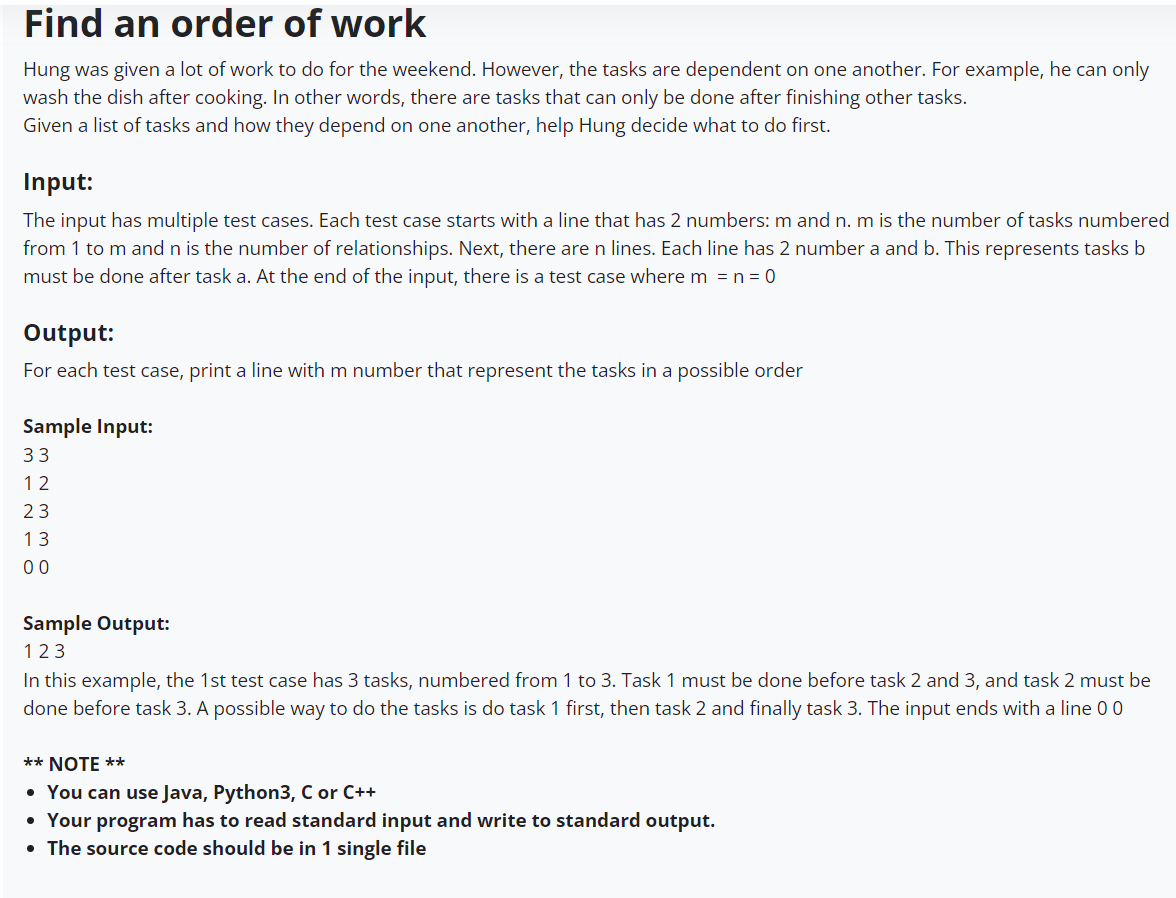 Find an order of work
Hung was given a lot of work to do for the weekend. However, the tasks are dependent on one another. For example, he can only
wash the dish after cooking. In other words, there are tasks that can only be done after finishing other tasks.
Given a list of tasks and how they depend on one another, help Hung decide what to do first.
Input:
The input has multiple test cases. Each test case starts with a line that has 2 numbers: m and n. m is the number of tasks numbered
from 1 to m and n is the number of relationships. Next, there are n lines. Each line has 2 number a and b. This represents tasks b
must be done after task a. At the end of the input, there is a test case where m  = n = 0
Output:
For each test case, print a line with m number that represent the tasks in a possible order
Sample Input:
3 3
1 2
2 3
1 3
0 0
Sample Output:
1 2 3
In this example, the 1st test case has 3 tasks, numbered from 1 to 3. Task 1 must be done before task 2 and 3, and task 2 must be
done before task 3. A possible way to do the tasks is do task 1 first, then task 2 and finally task 3. The input ends with a line 0 0
** NOTE **
• You can use Java, Python3, C or C++
• Your program has to read standard input and write to standard output.
• The source code should be in 1 single file